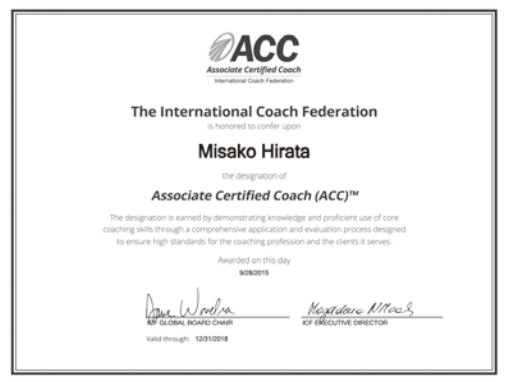 ACC
Associate Certified Coach
International Coach Federation
The International Coach Federation
is honored to confer upon
Misako Hirata
the designation of
Associate Certified Coach (ACC)™
The designation is earned by demonstrating knowledge and proficient use of core
coaching skills through a comprehensive application and evaluation process designed
to ensure high standards for the coaching profession and the clients it serves.
Awarded on this day
9/28/2015
ICF GLOBAL BOARD CHAIR
ICF EXECUTIVE DIRECTOR
Valid through: 12/31/2018